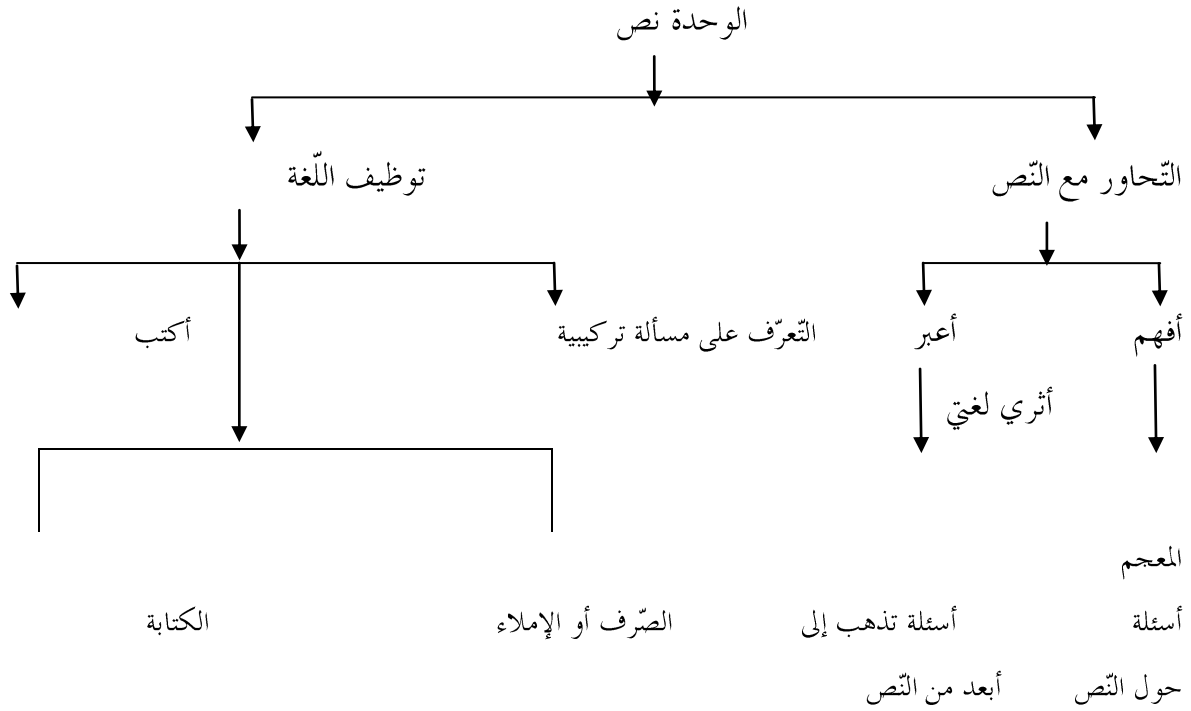 الوحدة نص
التّحاور مع النّص توظيف اللّغة
أفهم أعبر التّعرّف على مسألة تركيبية أكتب
أثري لغتي
المعجم
أسئلة أسئلة تذهب إلى الصّرف أو الإملاء الكتابة
حول النّص أبعد من النّص